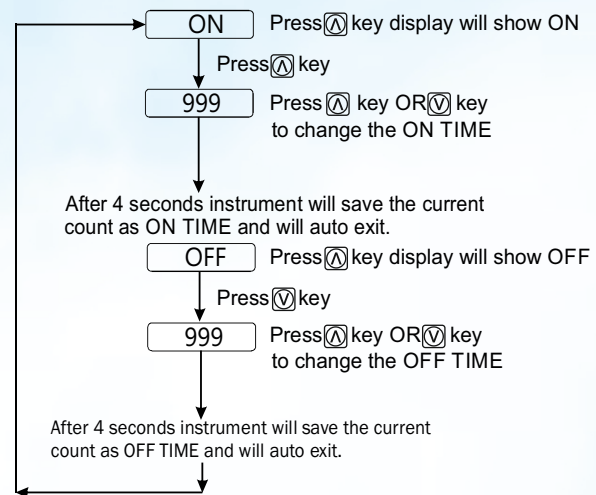 ON Press Ⓐ key display will show ON
Press Ⓐ key
999 Press Ⓐ key OR Ⓥ key
to change the ON TIME
After 4 seconds instrument will save the current
count as ON TIME and will auto exit.
OFF Press Ⓐ key display will show OFF
Press Ⓥ key
999 Press Ⓐ key OR Ⓥ key
to change the OFF TIME
After 4 seconds instrument will save the current
count as OFF TIME and will auto exit.